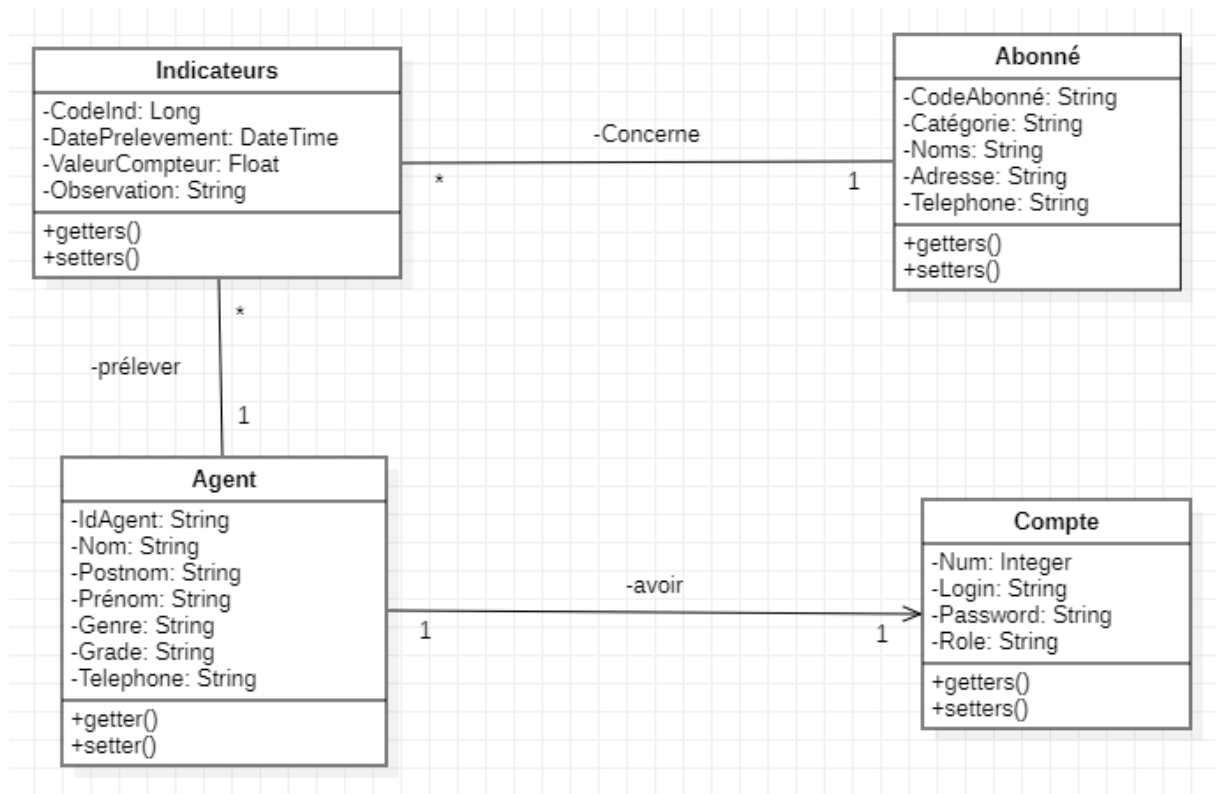 Indicateurs
-CodeInd: Long
-DatePrelevement: DateTime
-ValeurCompteur: Float
-Observation: String
+getters()
+setters()
-Concerne
*
1
Abonné
-CodeAbonné: String
-Catégorie: String
-Noms: String
-Adresse: String
-Telephone: String
+getters()
+setters()
*
-prélever
1
Agent
-IdAgent: String
-Nom: String
-Postnom: String
-Prénom: String
-Genre: String
-Grade: String
-Telephone: String
+getter()
+setter()
-avoir
1
1
Compte
-Num: Integer
-Login: String
-Password: String
-Role: String
+getters()
+setters()